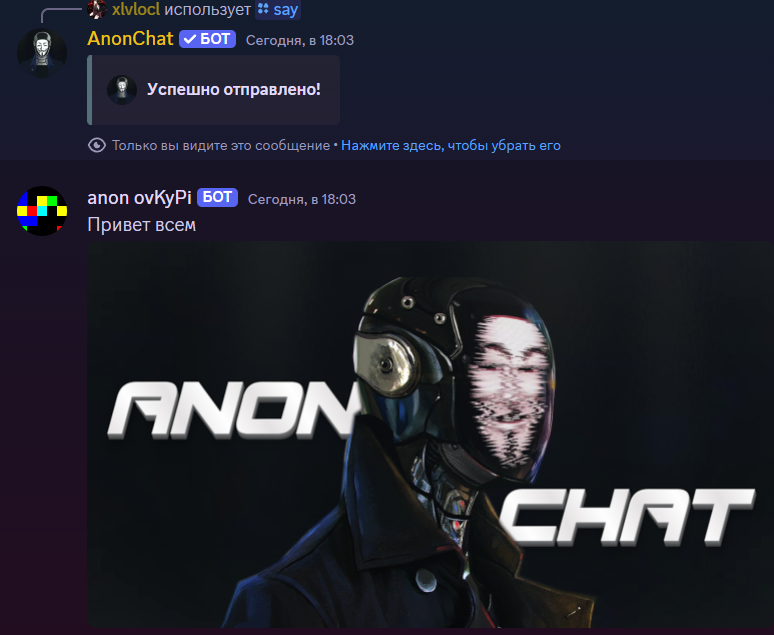 xlvlocl использует say
AnonChat БОТ Сегодня, в 18:03
Успешно отправлено!
Только вы видите это сообщение • Нажмите здесь, чтобы убрать его
anon ovKyPi БОТ Сегодня, в 18:03
Привет всем
ANON
CHAT